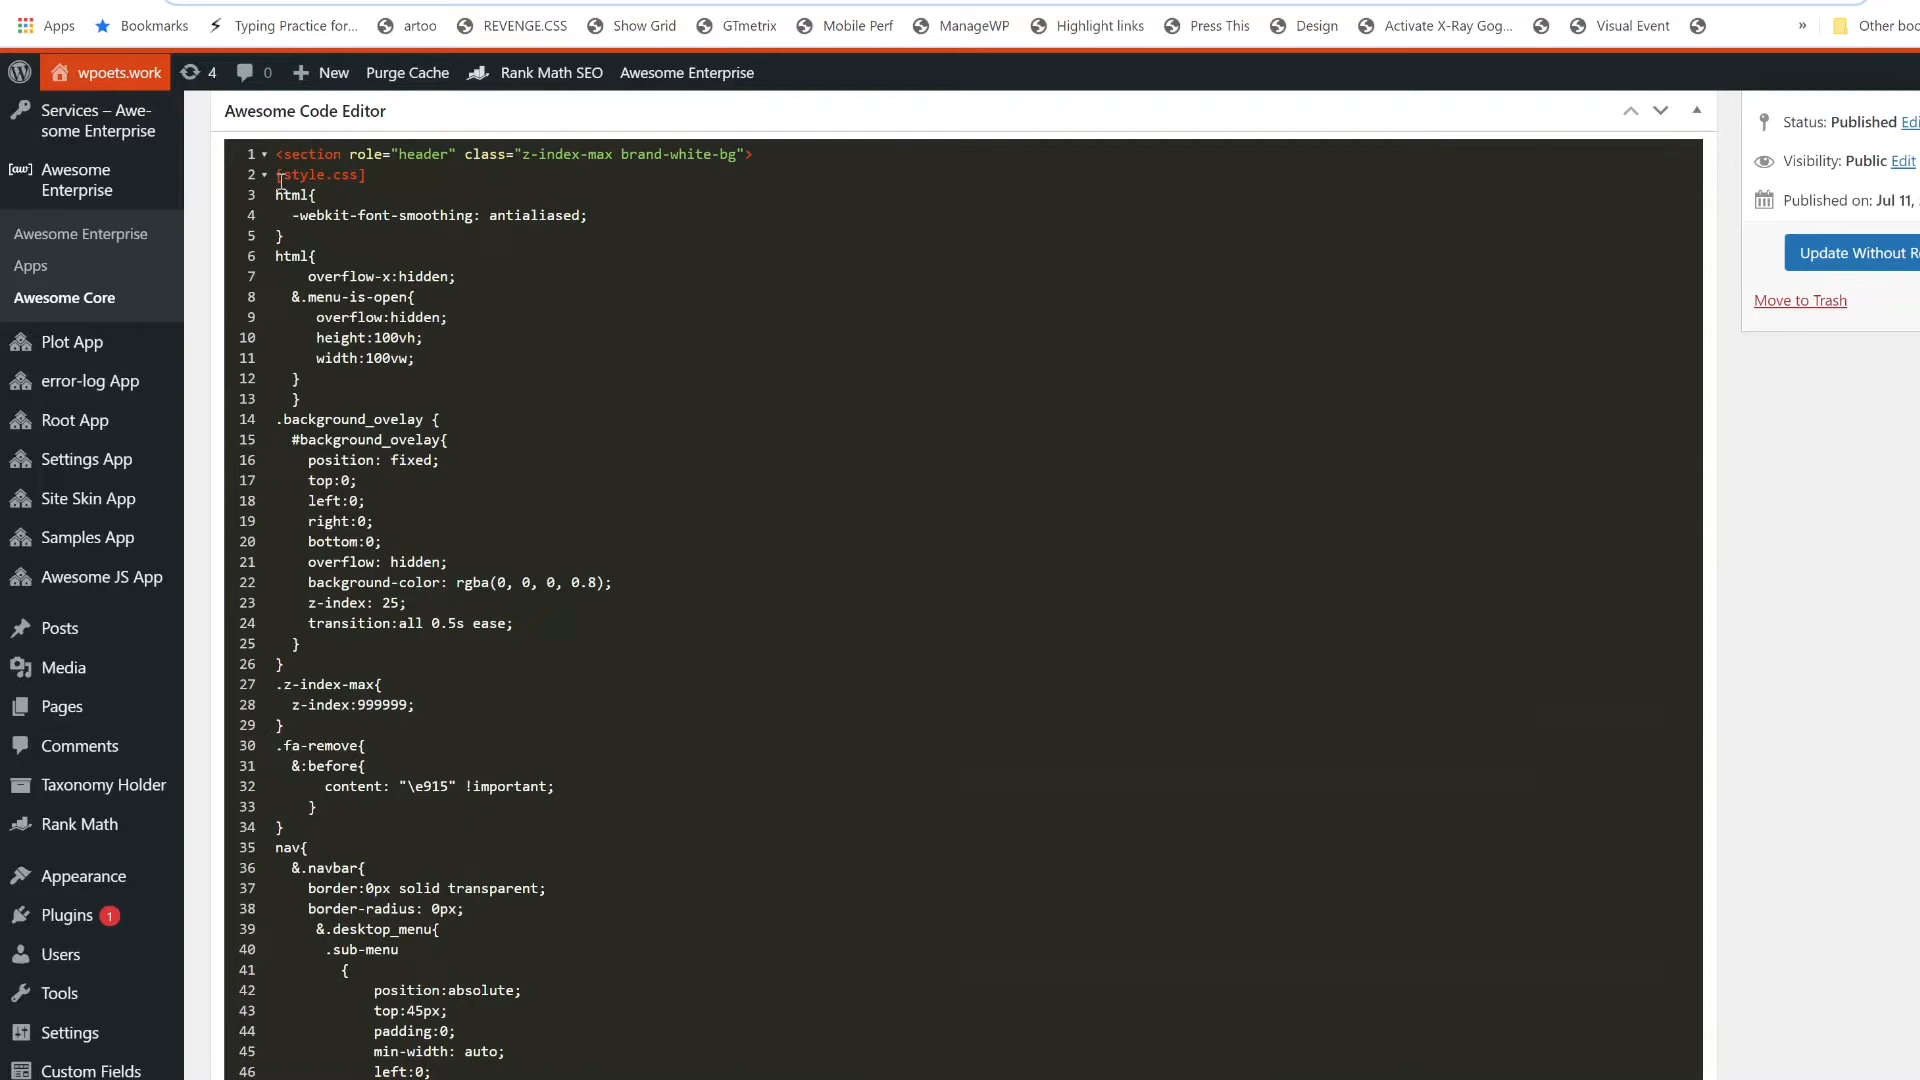 Apps Bookmarks Typing Practice for... artoo REVENGE.CSS Show Grid GTmetrix Mobile Perf ManageWP Highlight links Press This Design Activate X-Ray Gog... Visual Event » Other boo
wpoets.work 4 0 New Purge Cache Rank Math SEO Awesome Enterprise
Services – Awe-
some Enterprise
[aw] Awesome
Enterprise
Awesome Enterprise
Apps
Awesome Core
Plot App
error-log App
Root App
Settings App
Site Skin App
Samples App
Awesome JS App
Posts
Media
Pages
Comments
Taxonomy Holder
Rank Math
Appearance
Plugins 1
Users
Tools
Settings
Custom Fields
Awesome Code Editor
1 <section role="header" class="z-index-max brand-white-bg">
2 [style.css]
3 html{
4 -webkit-font-smoothing: antialiased;
5 }
6 html{
7 overflow-x:hidden;
8 &.menu-is-open{
9 overflow:hidden;
10 height:100vh;
11 width:100vw;
12 }
13 }
14 .background_ovelay {
15 #background_ovelay{
16 position: fixed;
17 top:0;
18 left:0;
19 right:0;
20 bottom:0;
21 overflow: hidden;
22 background-color: rgba(0, 0, 0, 0.8);
23 z-index: 25;
24 transition:all 0.5s ease;
25 }
26 }
27 .z-index-max{
28 z-index:999999;
29 }
30 .fa-remove{
31 &:before{
32 content: "\e915" !important;
33 }
34 }
35 nav{
36 &.navbar{
37 border:0px solid transparent;
38 border-radius: 0px;
39 &.desktop_menu{
40 .sub-menu
41 {
42 position:absolute;
43 top:45px;
44 padding:0;
45 min-width: auto;
46 left:0;
Status: Published Edi
Visibility: Public Edit
Published on: Jul 11,
Update Without Re
Move to Trash